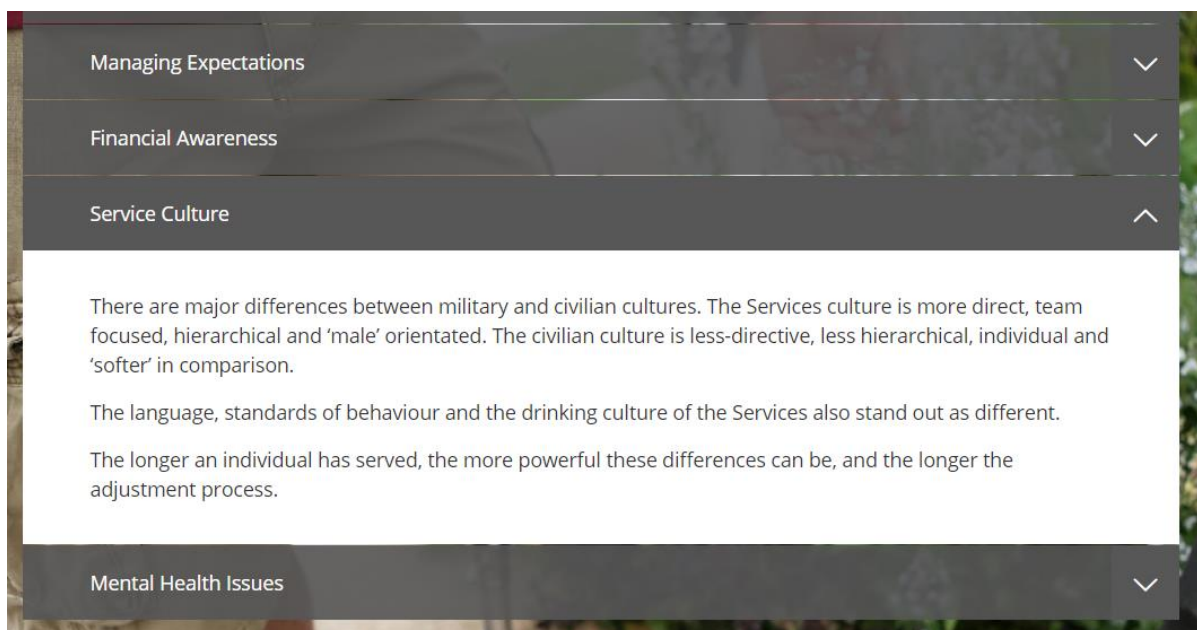 Managing Expectations
Financial Awareness
Service Culture
There are major differences between military and civilian cultures. The Services culture is more direct, team
focused, hierarchical and ‘male’ orientated. The civilian culture is less-directive, less hierarchical, individual and
‘softer’ in comparison.
The language, standards of behaviour and the drinking culture of the Services also stand out as different.
The longer an individual has served, the more powerful these differences can be, and the longer the
adjustment process.
Mental Health Issues